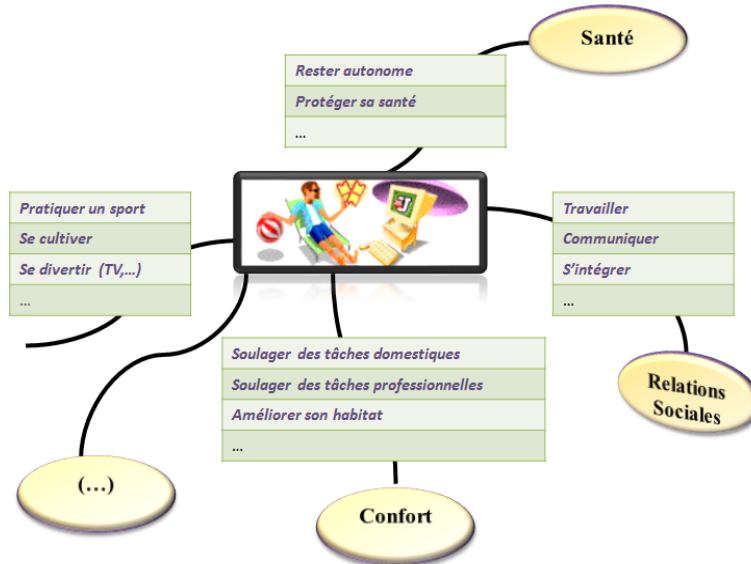 Santé
Rester autonome
Protéger sa santé
...
Pratiquer un sport
Se cultiver
Se divertir (TV,...)
...
Travailler
Communiquer
S'intégrer
...
Soulager des tâches domestiques
Soulager des tâches professionnelles
Améliorer son habitat
...
Relations
Sociales
(...)
Confort